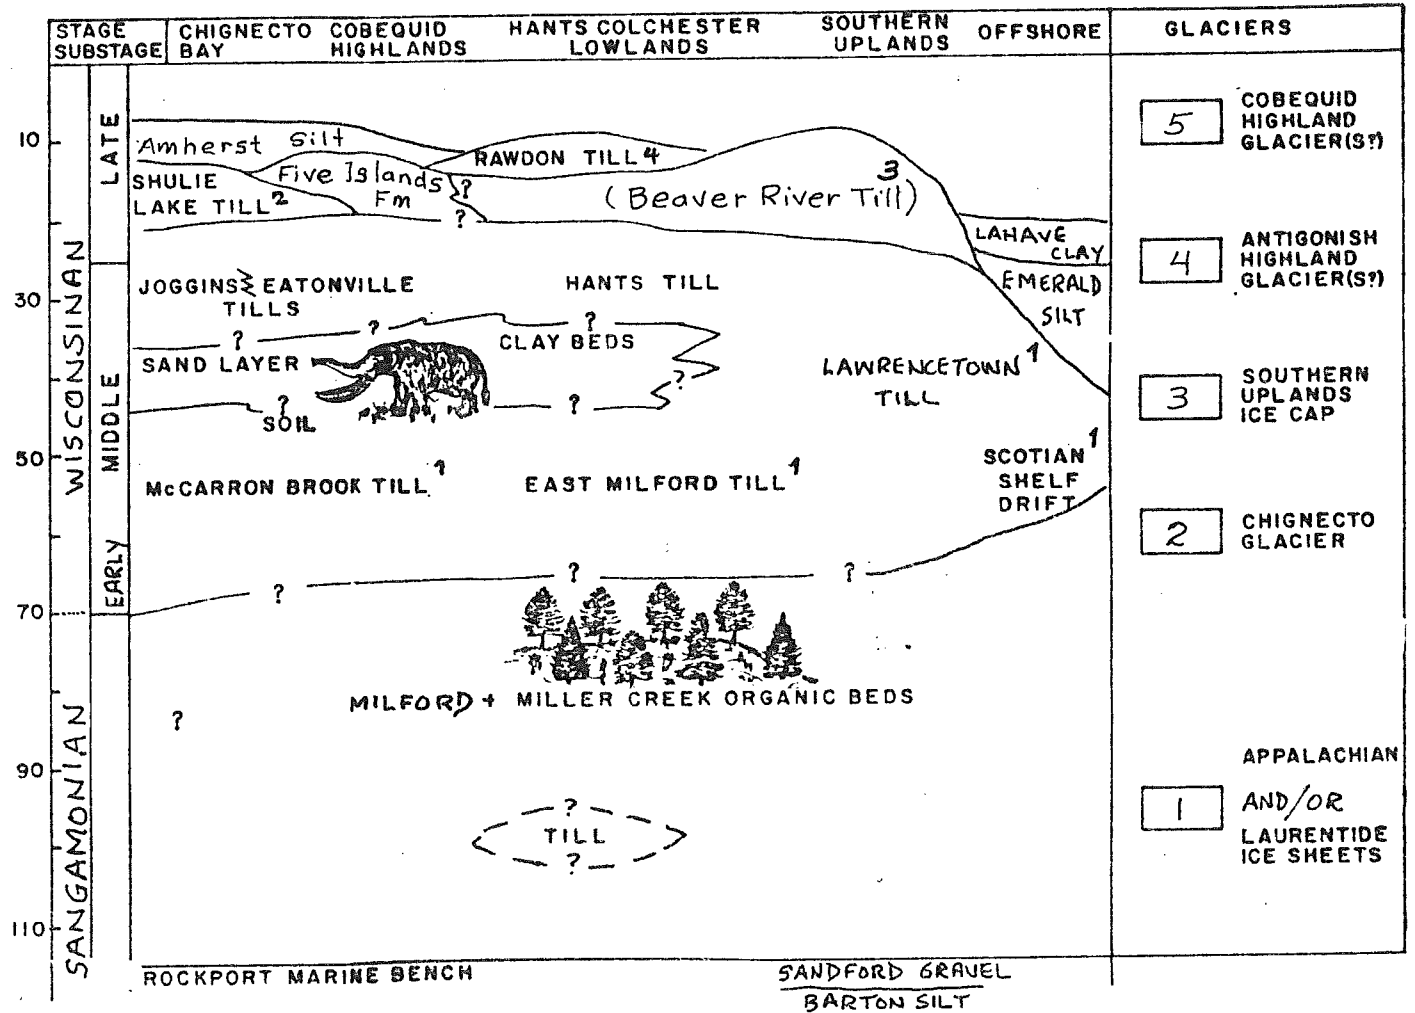 STAGE
SUBSTAGE
CHIGNECTO
BAY
COBEQUID
HIGHLANDS
HANTS COLCHESTER
LOWLANDS
SOUTHERN
UPLANDS
OFFSHORE
GLACIERS
10
30
50
70
90
110
WISCONSINAN
SANGAMONIAN
LATE
MIDDLE
EARLY
Amherst Silt
SHULIE
LAKE TILL 2
Five Islands
Fm
?
?
RAWDON TILL 4
3
(Beaver River Till)
LAHAVE
CLAY
EMERALD
SILT
JOGGINS EATONVILLE
TILLS
HANTS TILL
? ? ?
SAND LAYER
CLAY BEDS
?
LAWRENCETOWN 1
TILL
? ?
SOIL
McCARRON BROOK TILL 1
EAST MILFORD TILL 1
SCOTIAN 1
SHELF
DRIFT
? ? ?
MILFORD + MILLER CREEK ORGANIC BEDS
?
?
TILL
?
ROCKPORT MARINE BENCH
SANDFORD GRAVEL
BARTON SILT
5
COBEQUID
HIGHLAND
GLACIER(S?)
4
ANTIGONISH
HIGHLAND
GLACIER(S?)
3
SOUTHERN
UPLANDS
ICE CAP
2
CHIGNECTO
GLACIER
1
APPALACHIAN
AND/OR
LAURENTIDE
ICE SHEETS